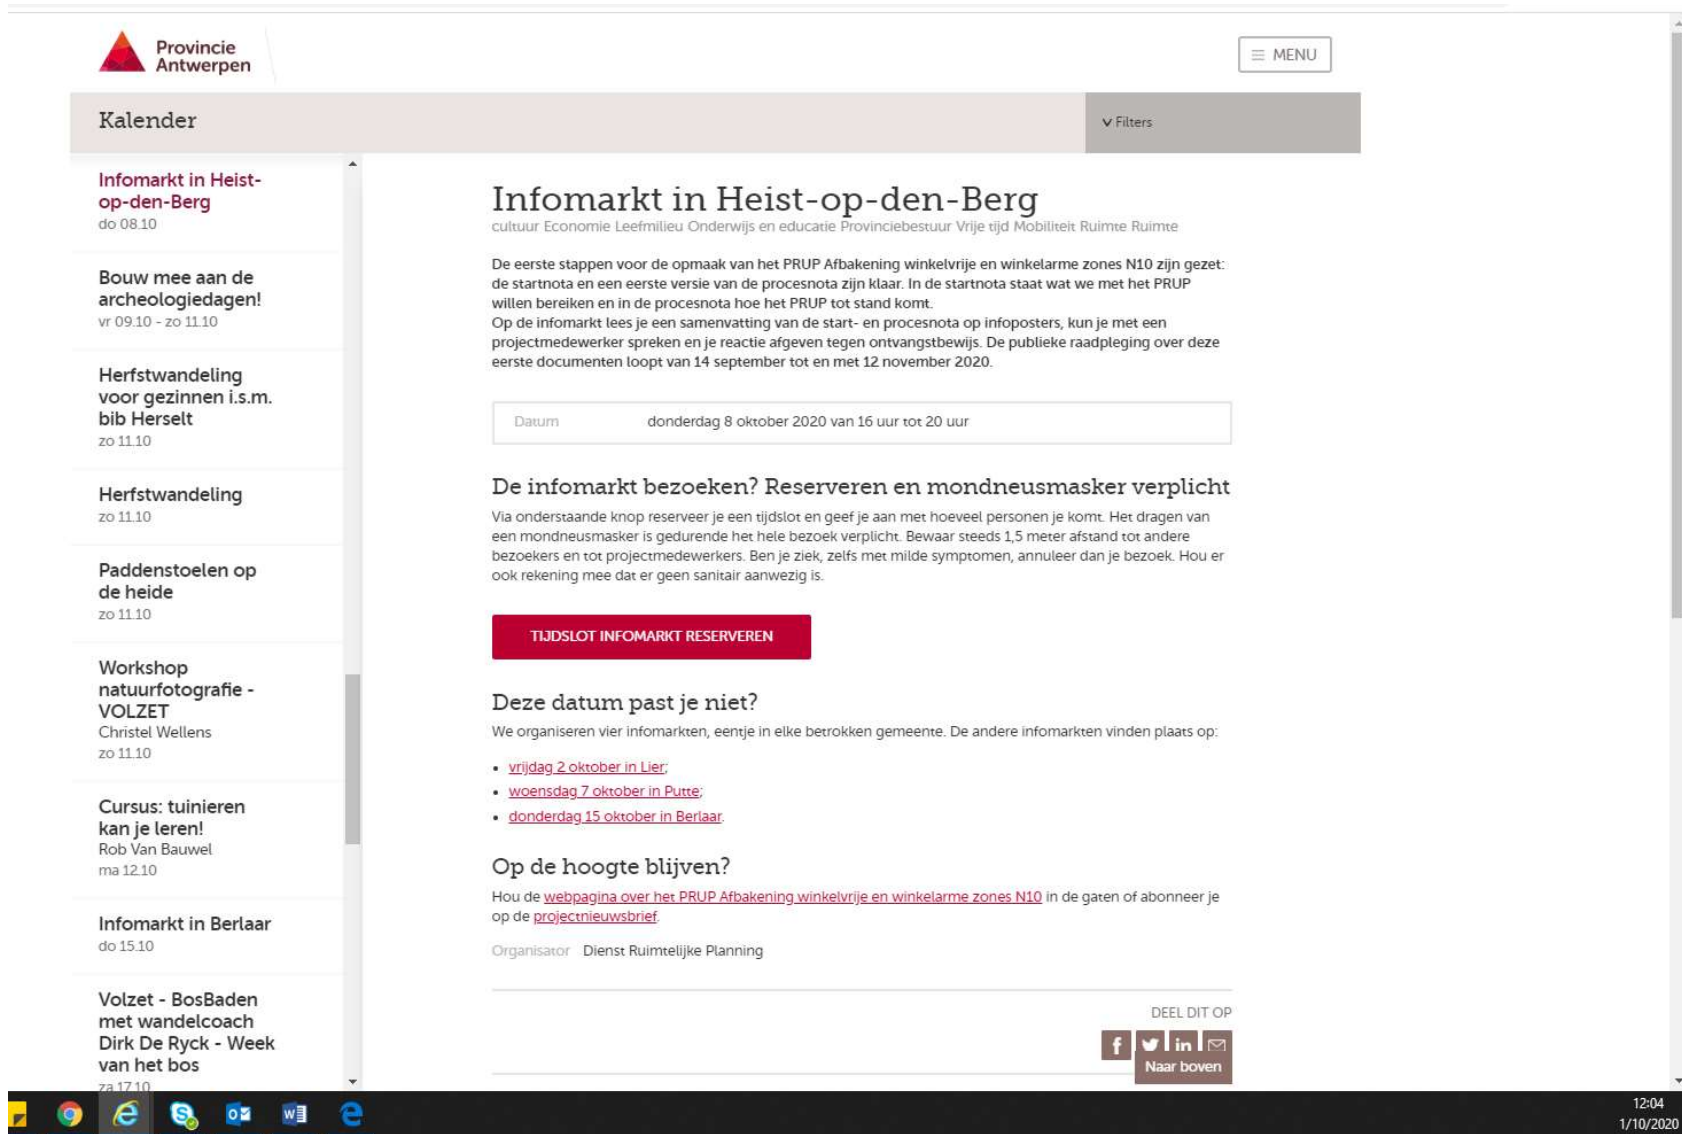 Provincie
Antwerpen
≡ MENU
Kalender
Filters
Infomarkt in Heist-
op-den-Berg
do 08.10
Bouw mee aan de
archeologiedagen!
vr 09.10 - zo 11.10
Herfstwandeling
voor gezinnen i.s.m.
bib Herselt
zo 11.10
Herfstwandeling
zo 11.10
Paddenstoelen op
de heide
zo 11.10
Workshop
natuurfotografie -
VOLZET
Christel Wellens
zo 11.10
Cursus: tuinieren
kan je leren!
Rob Van Bauwel
ma 12.10
Infomarkt in Berlaar
do 15.10
Volzet - BosBaden
met wandelcoach
Dirk De Ryck - Week
van het bos
za 17.10
Infomarkt in Heist-op-den-Berg
cultuur Economie Leefmilieu Onderwijs en educatie Provinciebestuur Vrije tijd Mobiliteit Ruimte Ruimte
De eerste stappen voor de opmaak van het PRUP Afbakening winkelvrije en winkelarme zones N10 zijn gezet:
de startnota en een eerste versie van de procesnota zijn klaar. In de startnota staat wat we met het PRUP
willen bereiken en in de procesnota hoe het PRUP tot stand komt.
Op de infomarkt lees je een samenvatting van de start- en procesnota op infoposters, kun je met een
projectmedewerker spreken en je reactie afgeven tegen ontvangstbewijs. De publieke raadpleging over deze
eerste documenten loopt van 14 september tot en met 12 november 2020.
Datum donderdag 8 oktober 2020 van 16 uur tot 20 uur
De infomarkt bezoeken? Reserveren en mondneusmasker verplicht
Via onderstaande knop reserveer je een tijdslot en geef je aan met hoeveel personen je komt. Het dragen van
een mondneusmasker is gedurende het hele bezoek verplicht. Bewaar steeds 1,5 meter afstand tot andere
bezoekers en tot projectmedewerkers. Ben je ziek, zelfs met milde symptomen, annuleer dan je bezoek. Hou er
ook rekening mee dat er geen sanitair aanwezig is.
TIJDSLOT INFOMARKT RESERVEREN
Deze datum past je niet?
We organiseren vier infomarkten, eentje in elke betrokken gemeente. De andere infomarkten vinden plaats op:
• vrijdag 2 oktober in Lier;
• woensdag 7 oktober in Putte;
• donderdag 15 oktober in Berlaar.
Op de hoogte blijven?
Hou de webpagina over het PRUP Afbakening winkelvrije en winkelarme zones N10 in de gaten of abonneer je
op de projectnieuwsbrief.
Organisator Dienst Ruimtelijke Planning
DEEL DIT OP
Naar boven
12:04
1/10/2020